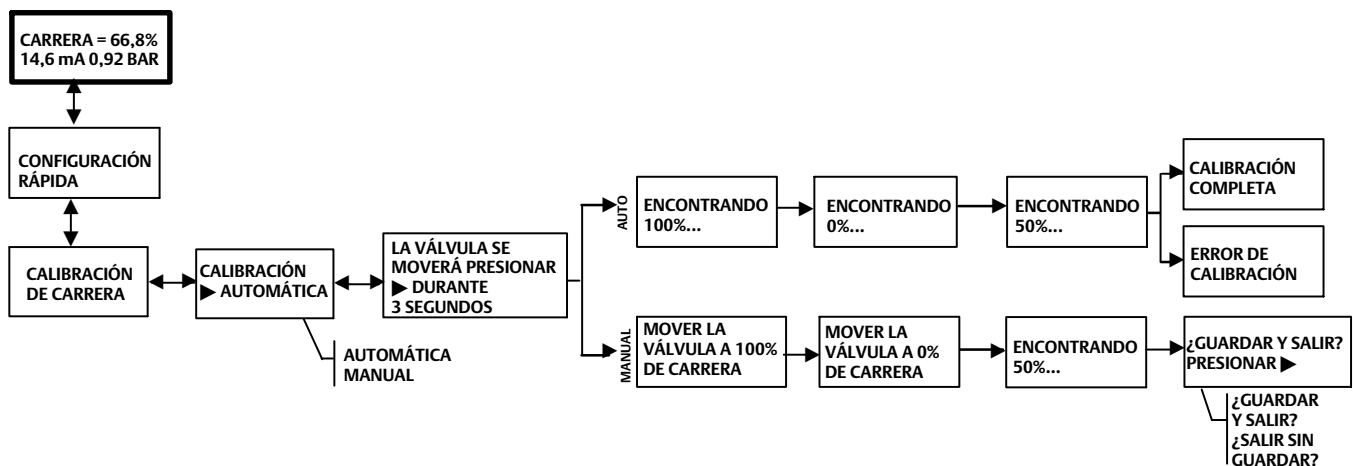 CARRERA = 66,8%
14,6 mA 0,92 BAR
CONFIGURACIÓN
RÁPIDA
CALIBRACIÓN
DE CARRERA
CALIBRACIÓN
▶ AUTOMÁTICA
AUTOMÁTICA
MANUAL
LA VÁLVULA SE
MOVERÁ PRESIONAR
▶ DURANTE
3 SEGUNDOS
AUTO
ENCONTRANDO
100%...
ENCONTRANDO
0%...
ENCONTRANDO
50%...
CALIBRACIÓN
COMPLETA
ERROR DE
CALIBRACIÓN
MANUAL
MOVER LA
VÁLVULA A 100%
DE CARRERA
MOVER LA
VÁLVULA A 0%
DE CARRERA
ENCONTRANDO
50%...
¿GUARDAR Y SALIR?
PRESIONAR ▶
¿GUARDAR
Y SALIR?
¿SALIR SIN
GUARDAR?